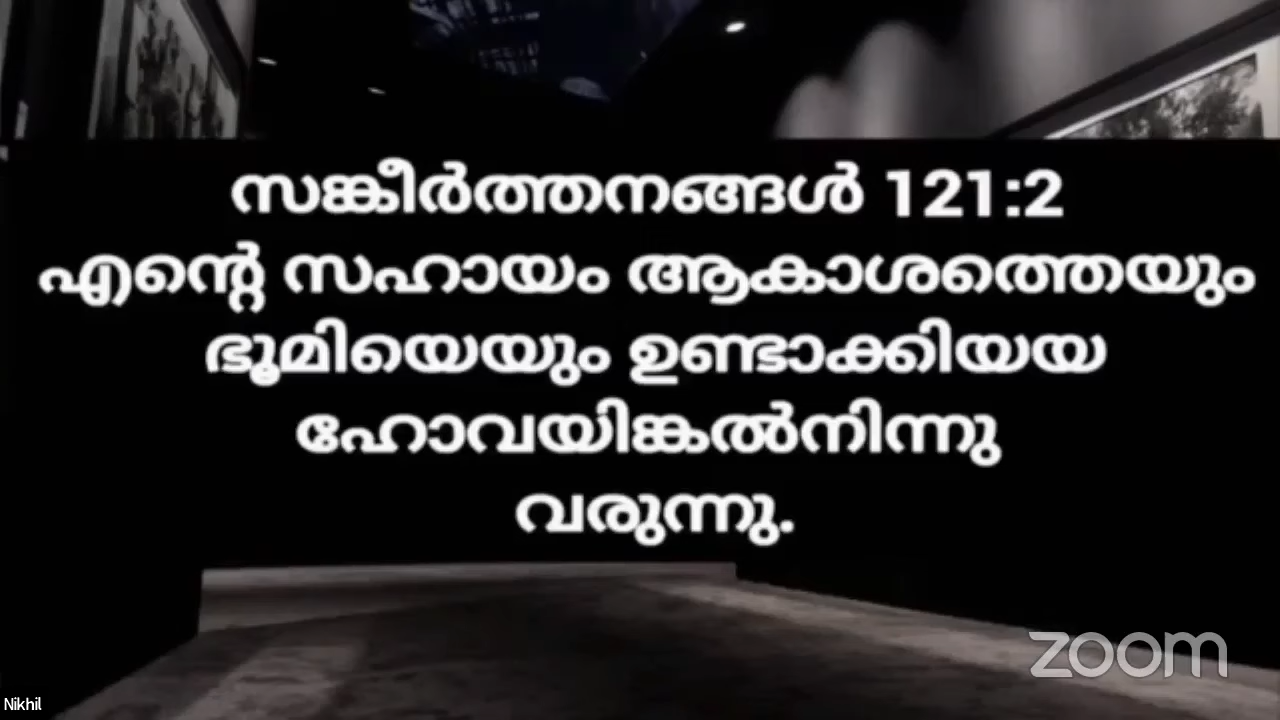 സങ്കീർത്തനങ്ങൾ 121:2
എന്റെ സഹായം ആകാശത്തെയും
ഭൂമിയെയും ഉണ്ടാക്കിയയ
ഹോവയിങ്കൽനിന്നു
വരുന്നു.
zoom
Nikhil